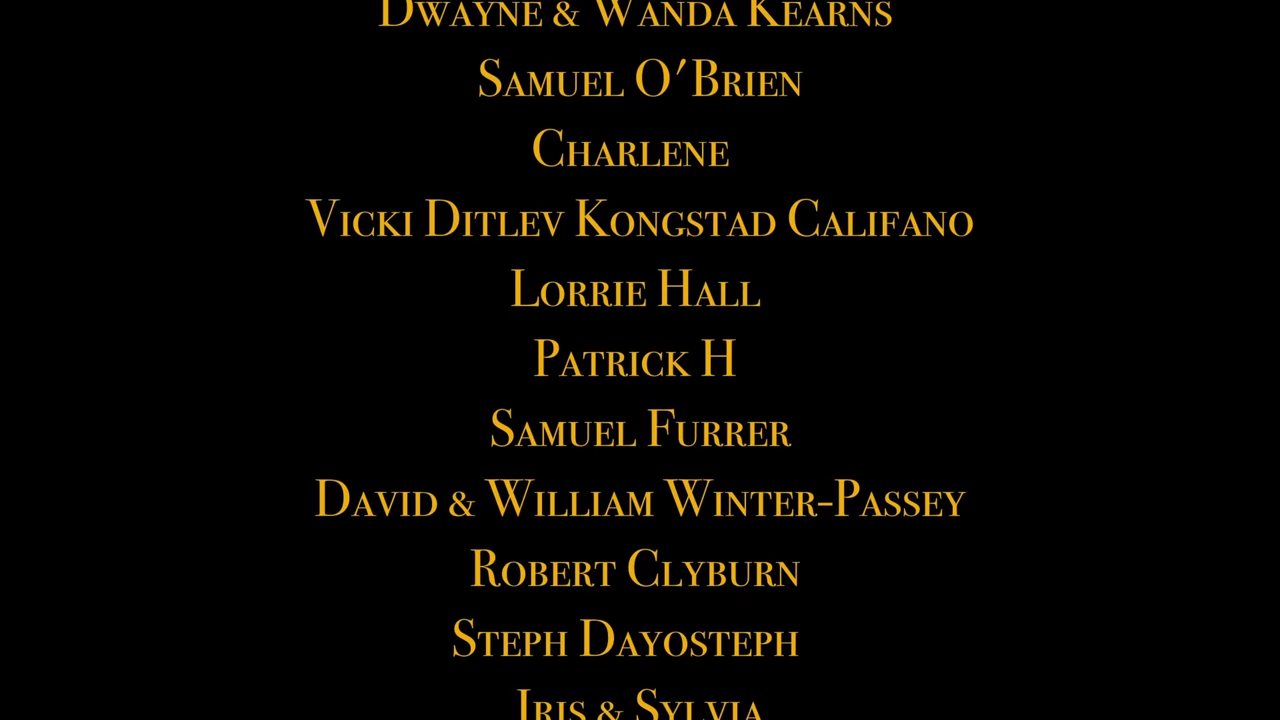 Dwayne & Wanda Kearns
Samuel O'Brien
Charlene
Vicki Ditlev Kongstad Califano
Lorrie Hall
Patrick H
Samuel Furrer
David & William Winter-Passey
Robert Clyburn
Steph Dayosteph
Iris & Sylvia